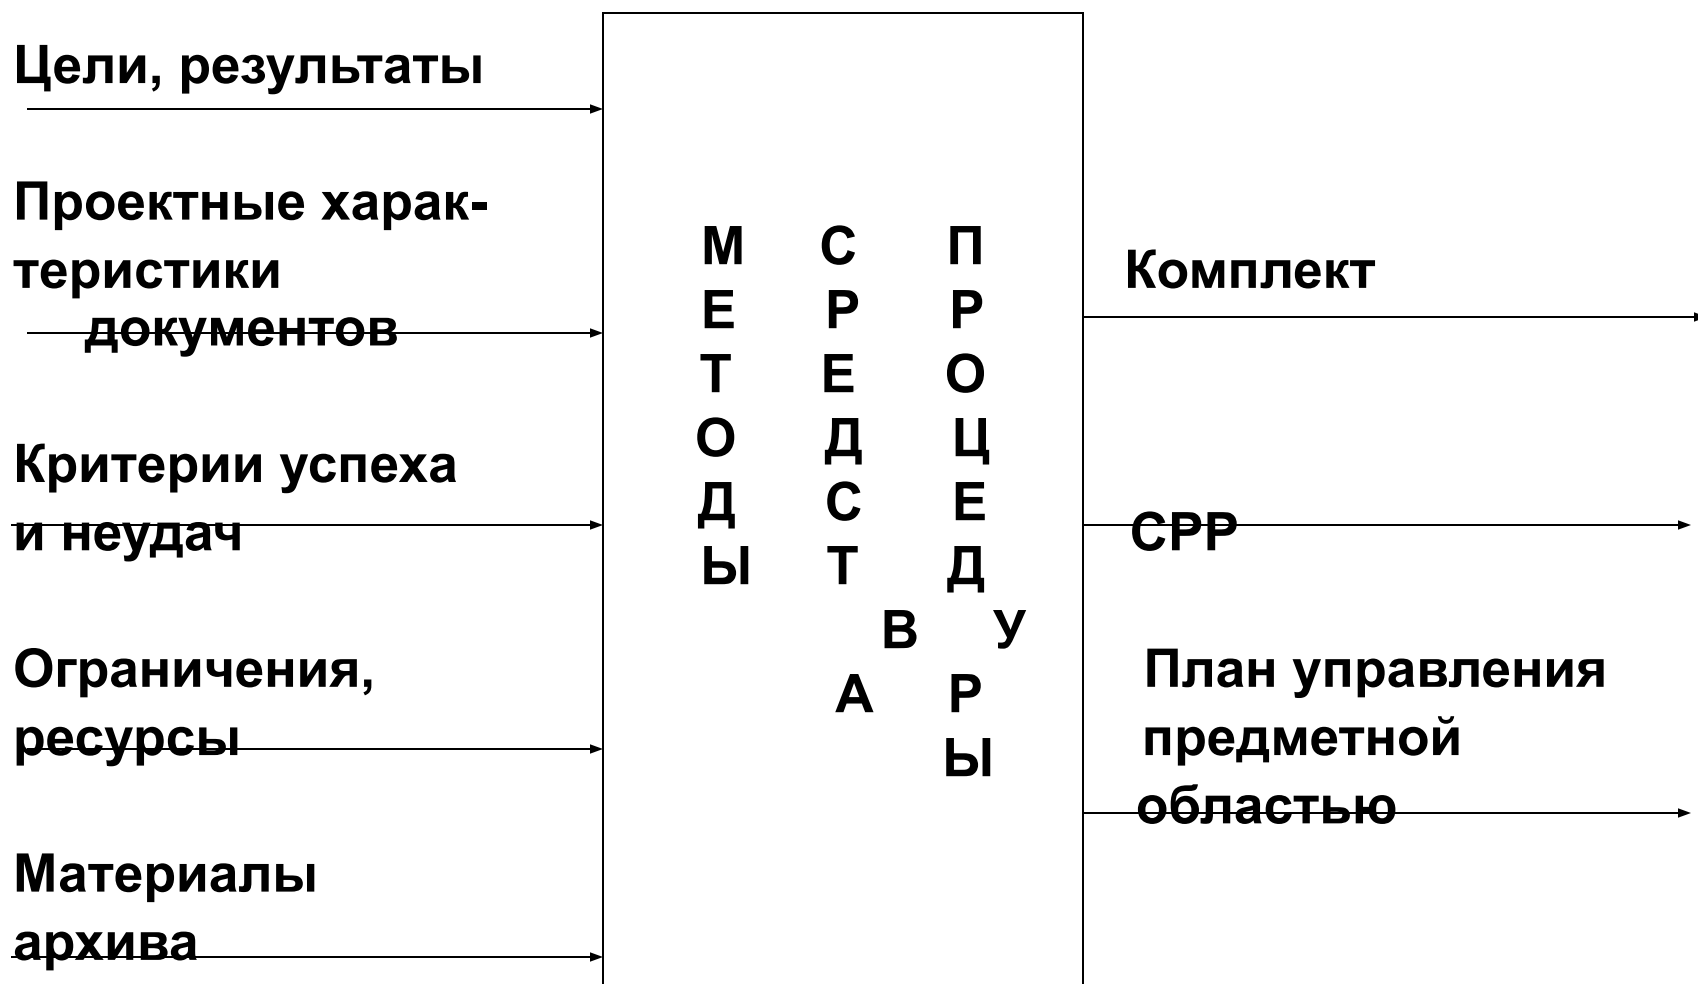 Цели, результаты
Проектные харак-
теристики
документов
Критерии успеха
и неудач
Ограничения,
ресурсы
Материалы
архива
М С П
Е Р Р
Т Е О
О Д Ц
Д С Е
Ы Т Д
В У
А Р
Ы
Комплект
СРР
План управления
предметной
областью